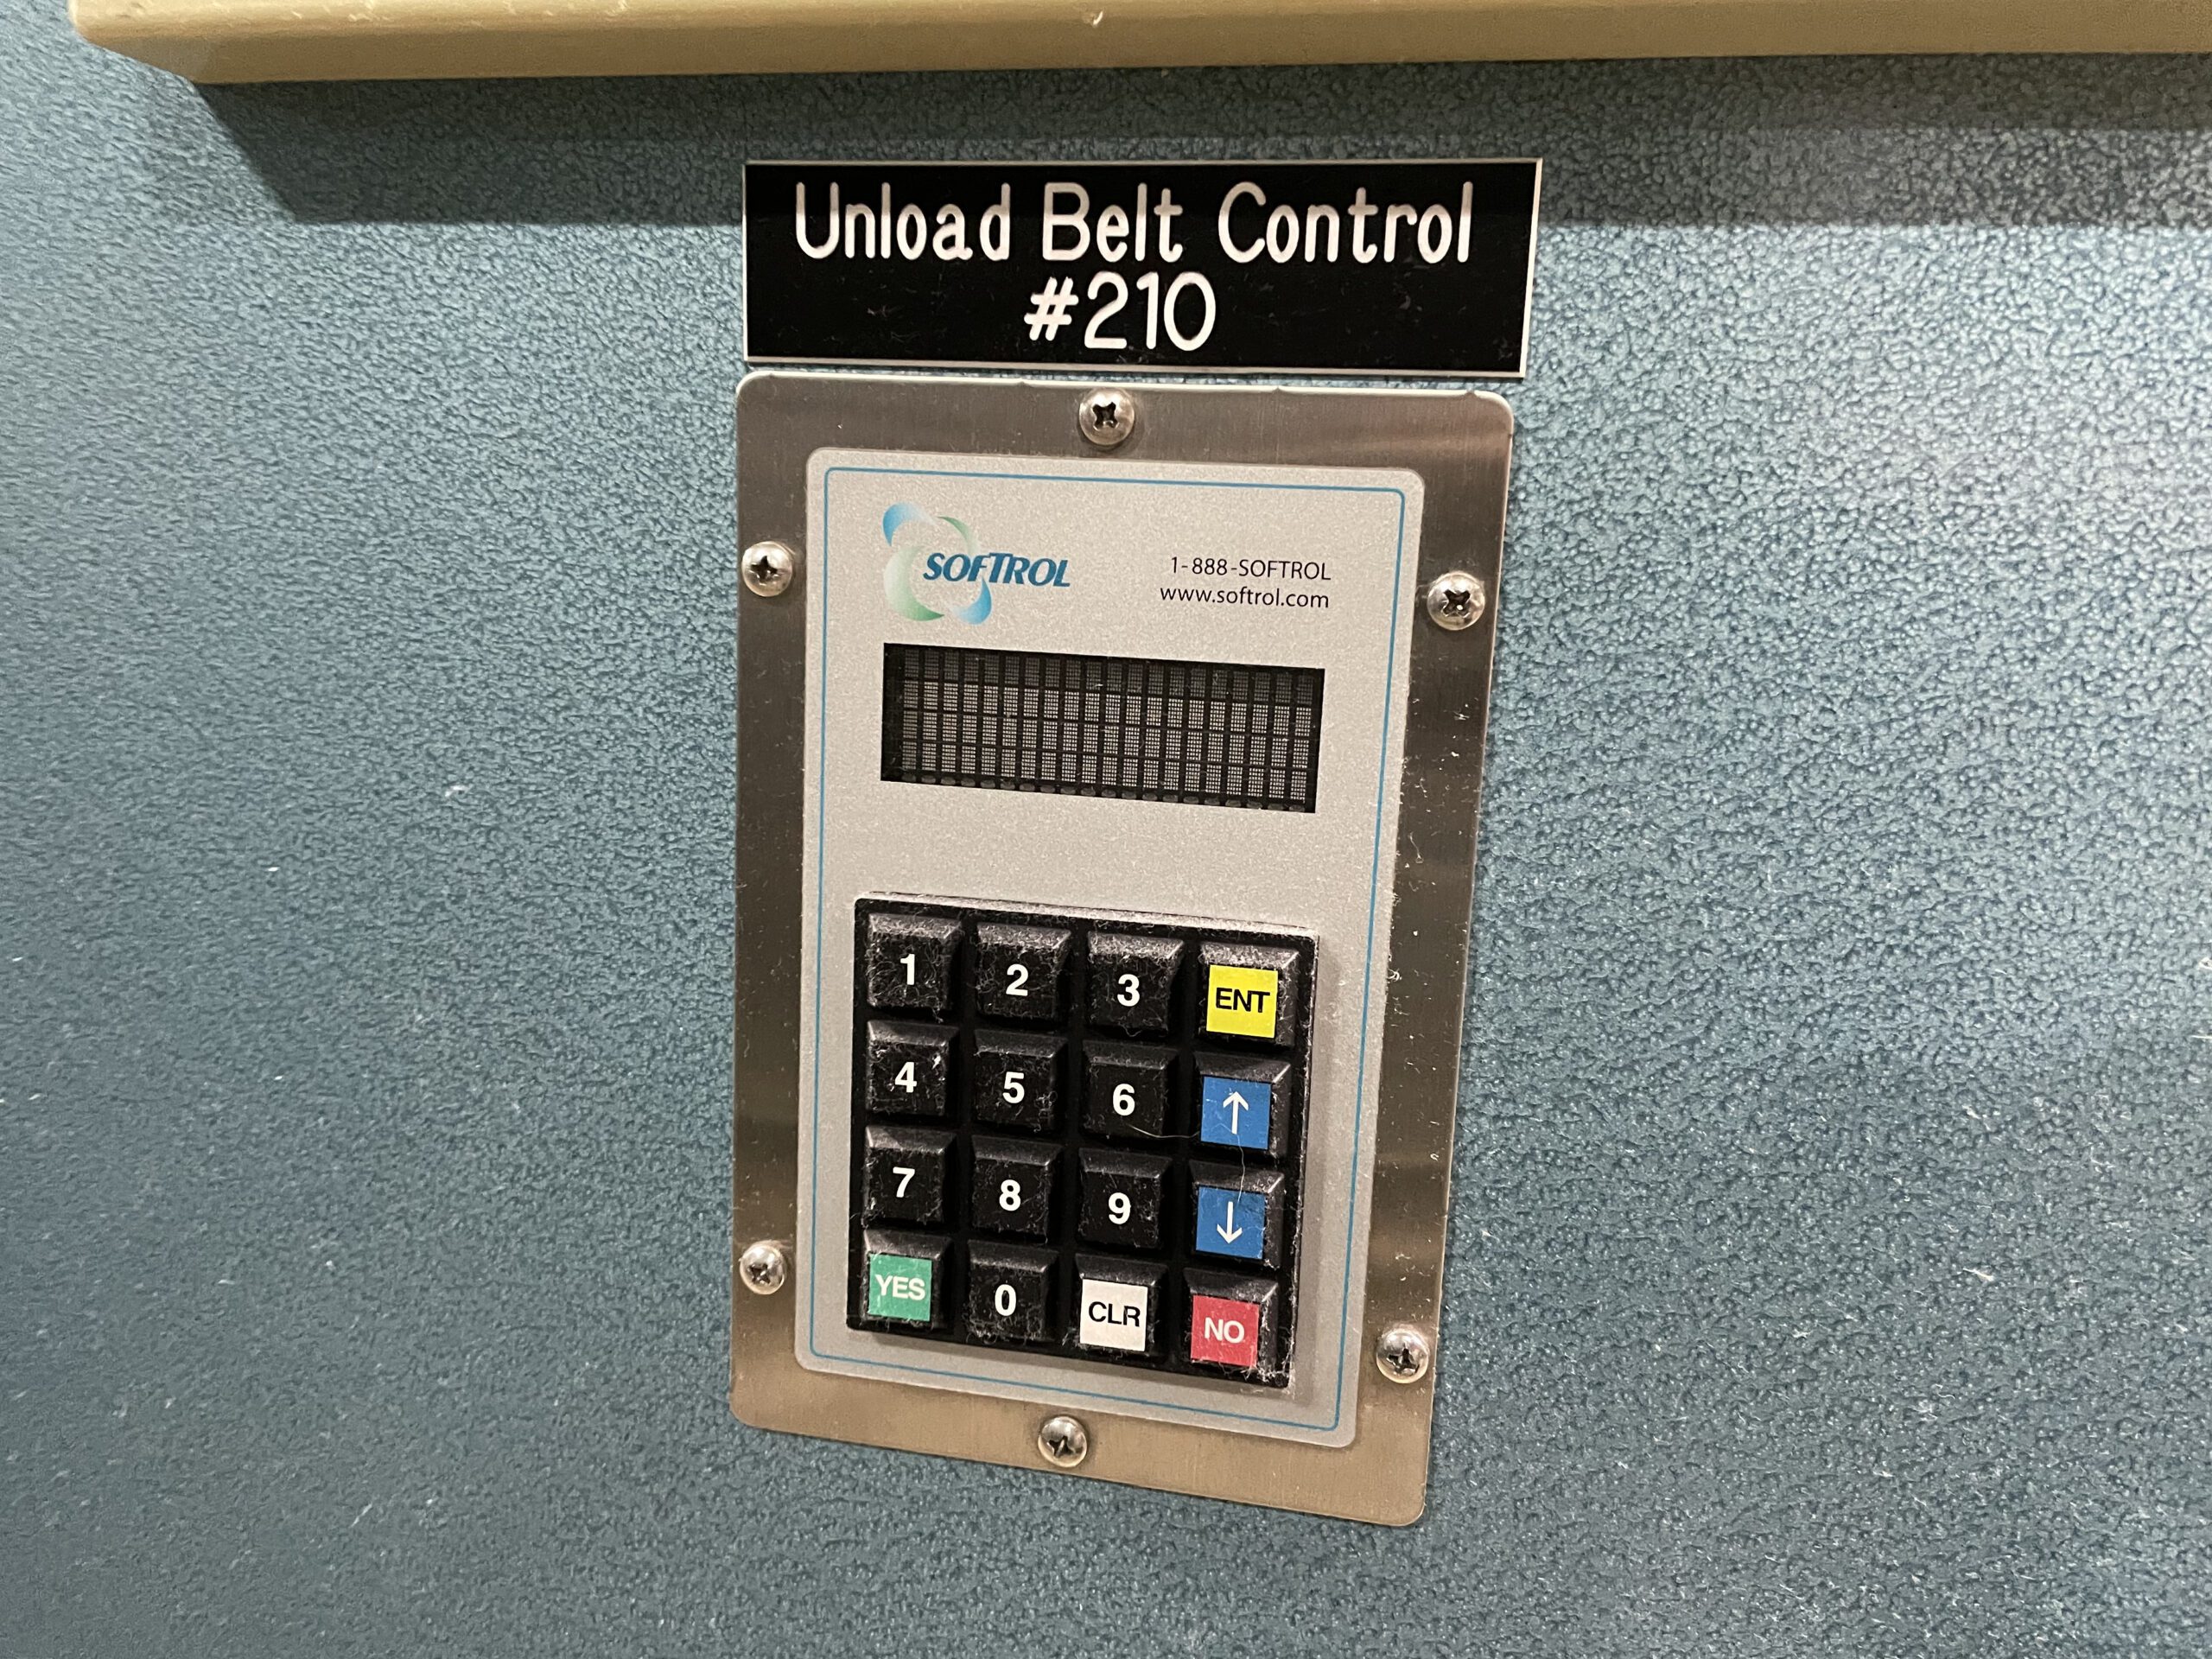 Unload Belt Control
#210
SOFTROL
1-888-SOFTROL
www.softrol.com
1 2 3 ENT
4 5 6 ↑
7 8 9 ↓
YES 0 CLR NO